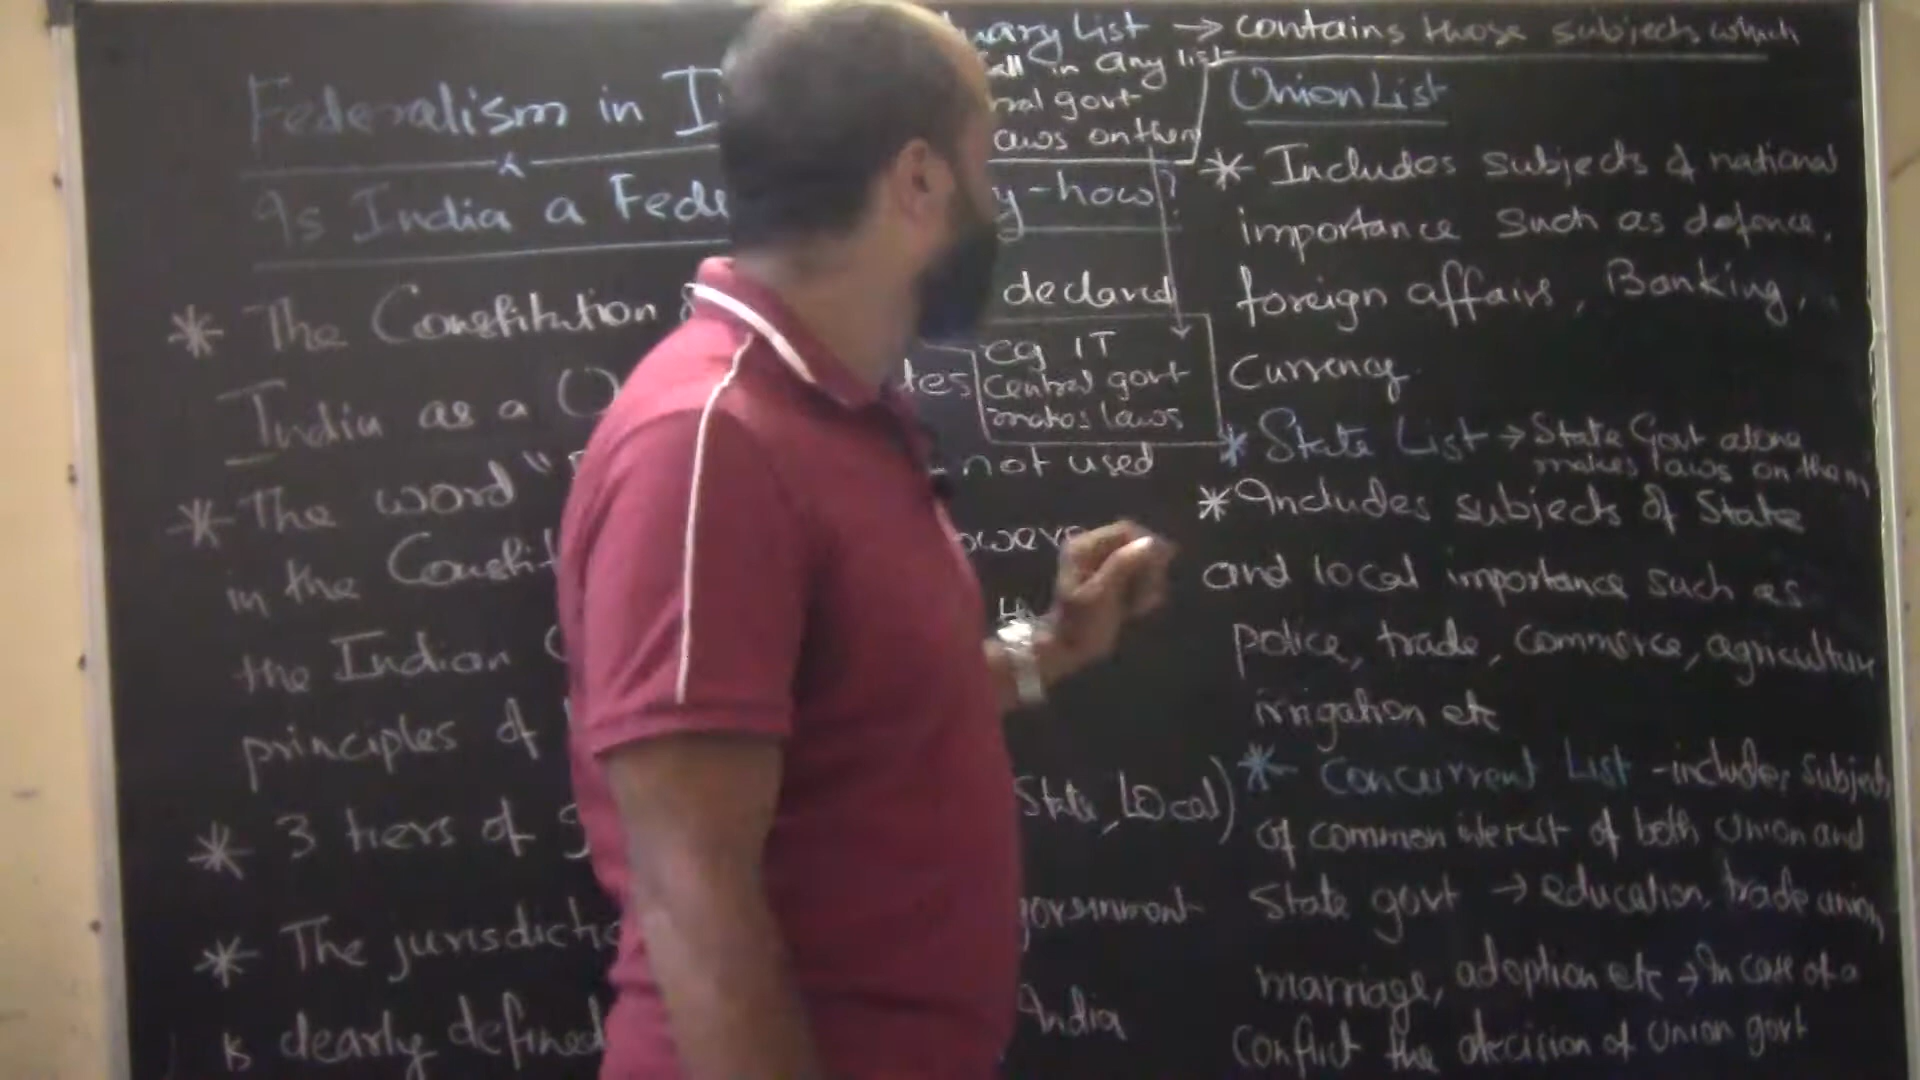 Federalism in I
Is India a Fede y-how?
* The Constitution declared
India as a
* The word " not used
in the Constit
the Indian
principles of
* 3 tiers of State, Local)
* The jurisdictio government
is clearly defined India
List → contains those subjects which
all in any list
govt
laws on them
eg IT
Central govt
makes laws
Union List
* Includes subjects of national
importance such as defence,
foreign affairs, Banking,
Currency.
* State List → State Govt alone
makes laws on them
* Includes subjects of State
and local importance such as
police, trade, commerce, agriculture
irrigation etc
* Concurrent List - includes subjects
of common interest of both Union and
State govt → education, trade union,
marriage, adoption etc → In case of a
conflict the decision of Union govt